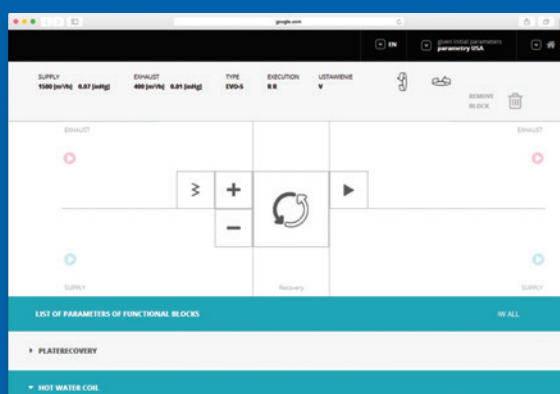 google.com
EN
given initial parameters
parametry USA
SUPPLY
1500 [m³/h] 0.07 [inHg]
EXHAUST
400 [m³/h] 0.01 [inHg]
TYPE
EVO-S
EXECUTION
R R
USTAWIENIE
V
REMOVE
BLOCK
EXHAUST
EXHAUST
SUPPLY
Recovery
SUPPLY
LIST OF PARAMETERS OF FUNCTIONAL BLOCKS
ALL
PLATERECOVERY
HOT WATER COIL